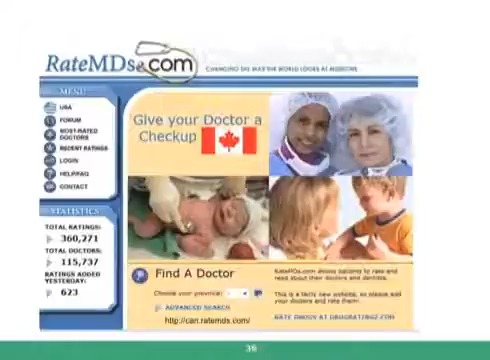 RateMDs.com
CHANGING THE WAY THE WORLD LOOKS AT MEDICINE
MENU
USA
FORUM
MOST-RATED
DOCTORS
RECENT RATINGS
LOGIN
HELP/FAQ
CONTACT
Give your Doctor a
Checkup
STATISTICS
TOTAL RATINGS:
360,271
TOTAL DOCTORS:
115,737
RATINGS ADDED
YESTERDAY:
623
Find A Doctor
Choose your province:
ADVANCED SEARCH
http://can.ratemds.com/
RateMDs.com allows patients to rate and
read about their doctors and dentists.
This is a fairly new website, so please add
your doctors and rate them!
RATE DRUGS AT DRUGRATINGZ.COM
36